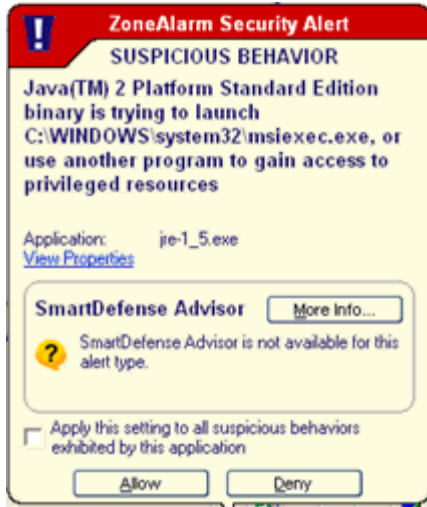 !
ZoneAlarm Security Alert
SUSPICIOUS BEHAVIOR
Java(TM) 2 Platform Standard Edition
binary is trying to launch
C:\WINDOWS\system32\msiexec.exe, or
use another program to gain access to
privileged resources
Application: jre-1_5.exe
View Properties
SmartDefense Advisor More Info...
?
SmartDefense Advisor is not available for this
alert type.
Apply this setting to all suspicious behaviors
exhibited by this application
Allow Deny